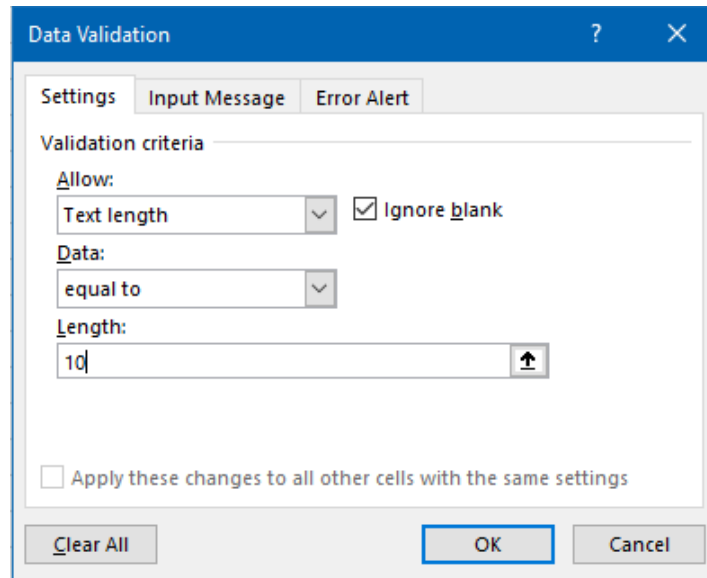 Data Validation ? ×
Settings Input Message Error Alert
Validation criteria
Allow:
Text length Ignore blank
Data:
equal to
Length:
10
Apply these changes to all other cells with the same settings
Clear All OK Cancel